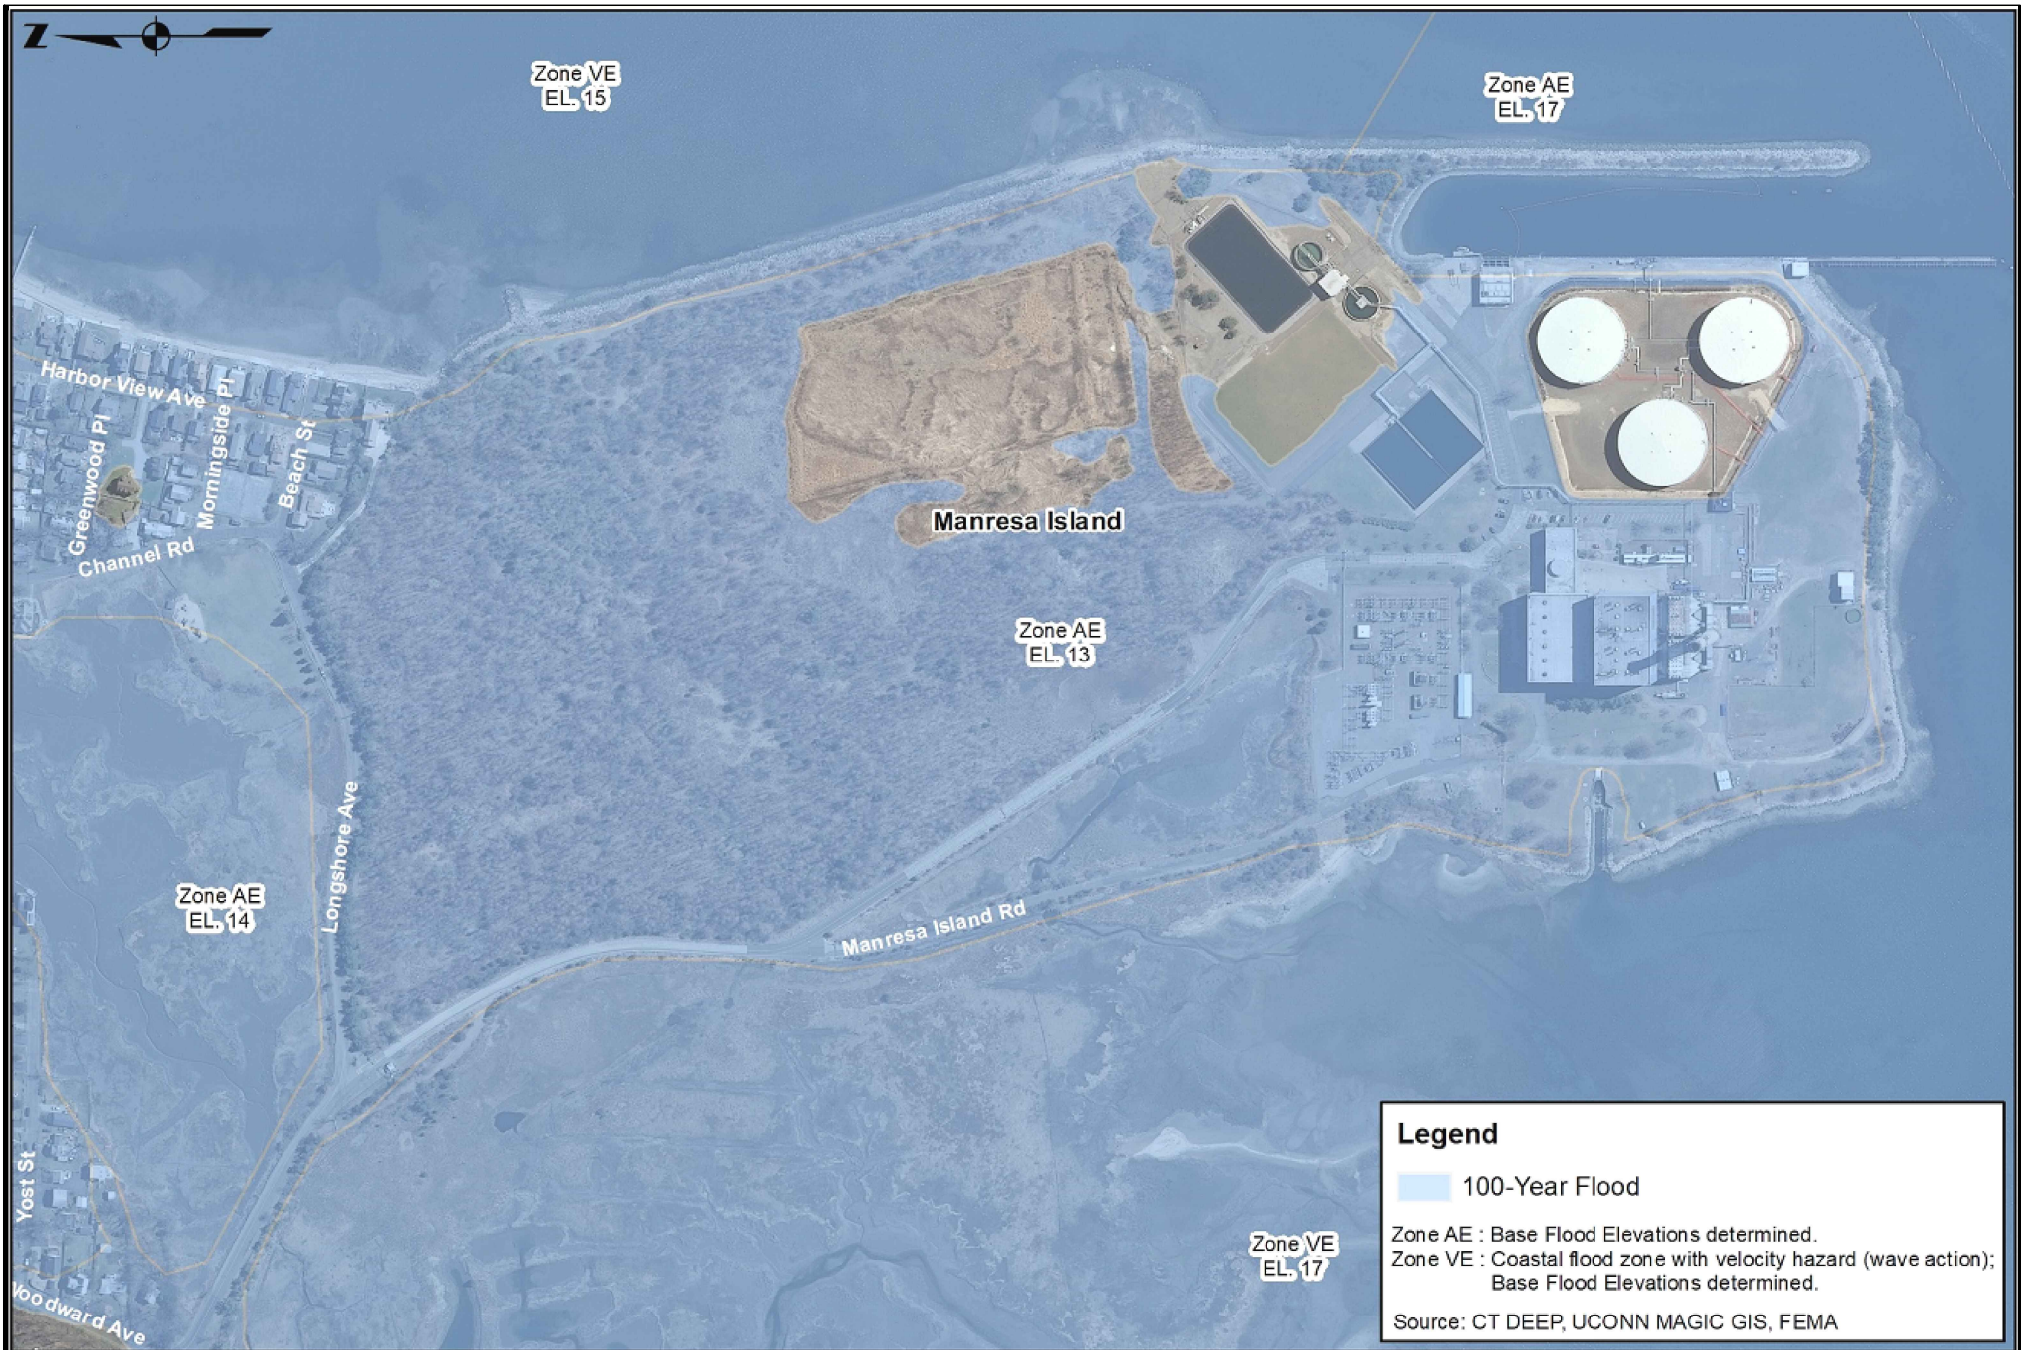 Z
Zone VE
EL. 15
Zone AE
EL. 17
Harbor View Ave
Greenwood Pl
Morningside Pl
Beach St
Channel Rd
Manresa Island
Zone AE
EL. 13
Longshore Ave
Zone AE
EL. 14
Manresa Island Rd
Yost St
Woodward Ave
Zone VE
EL. 17
Legend
100-Year Flood
Zone AE : Base Flood Elevations determined.
Zone VE : Coastal flood zone with velocity hazard (wave action);
Base Flood Elevations determined.
Source: CT DEEP, UCONN MAGIC GIS, FEMA